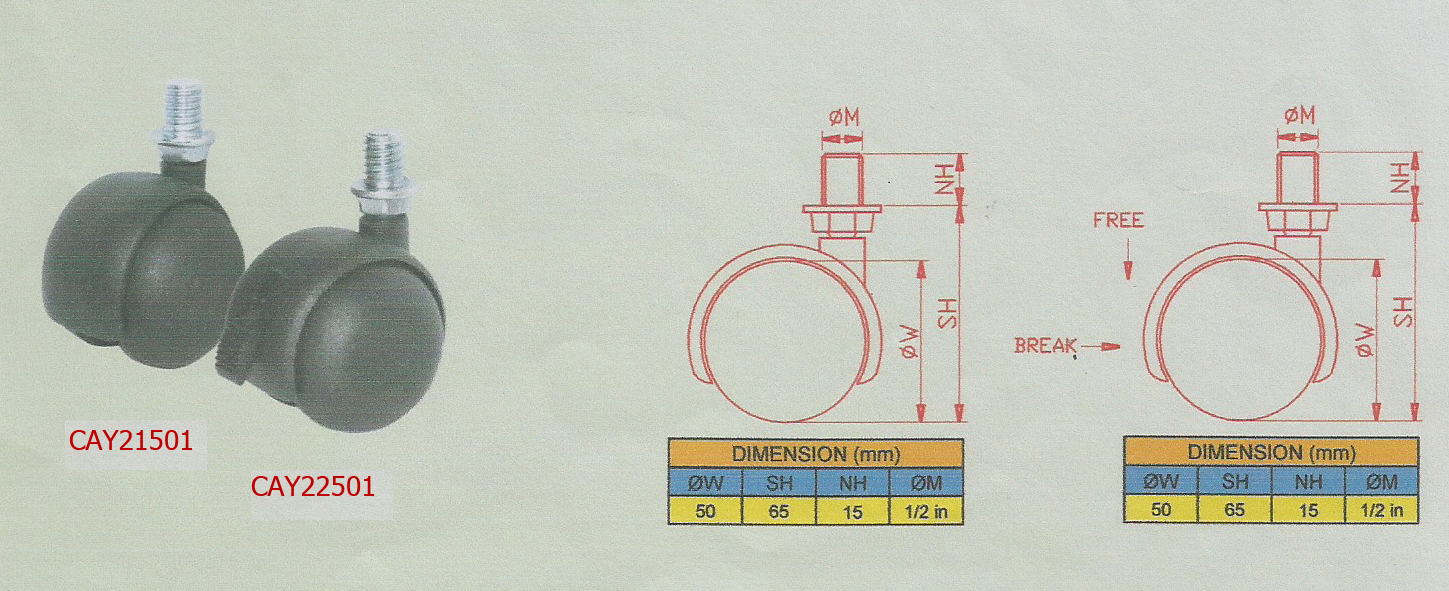 CAY21501
CAY22501
ØM
NH
SH
ØW
DIMENSION (mm)
ØW SH NH ØM
50 65 15 1/2 in
FREE
BREAK
ØM
NH
SH
ØW
DIMENSION (mm)
ØW SH NH ØM
50 65 15 1/2 in